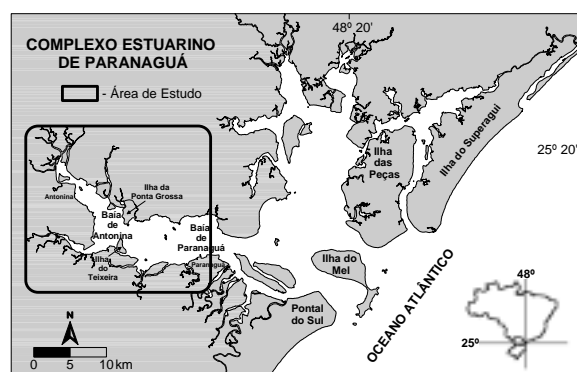 COMPLEXO ESTUARINO
DE PARANAGUÁ
- Área de Estudo
48º 20'
25º 20'
Ilha do Superagui
Ilha
das
Peças
Antonina
Ilha da
Ponta Grossa
Baía
de
Antonina
Baía
de
Paranaguá
Paranaguá
Ilha
do
Teixeira
Ilha do
Mel
Pontal
do Sul
OCEANO ATLÂNTICO
N
0 5 10 km
48º
25º